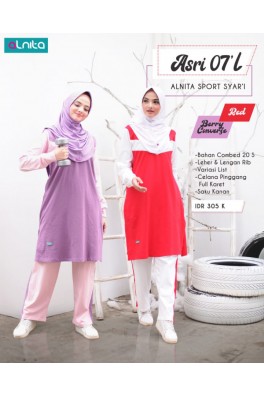 aLnita
Asri 07'L
ALNITA SPORT SYAR'I
Red
Berry
Converse
-Bahan Combed 20 S
-Leher & Lengan Rib
-Variasi List
-Celana Pinggang
Full Karet
-Saku Kanan
IDR 305 K